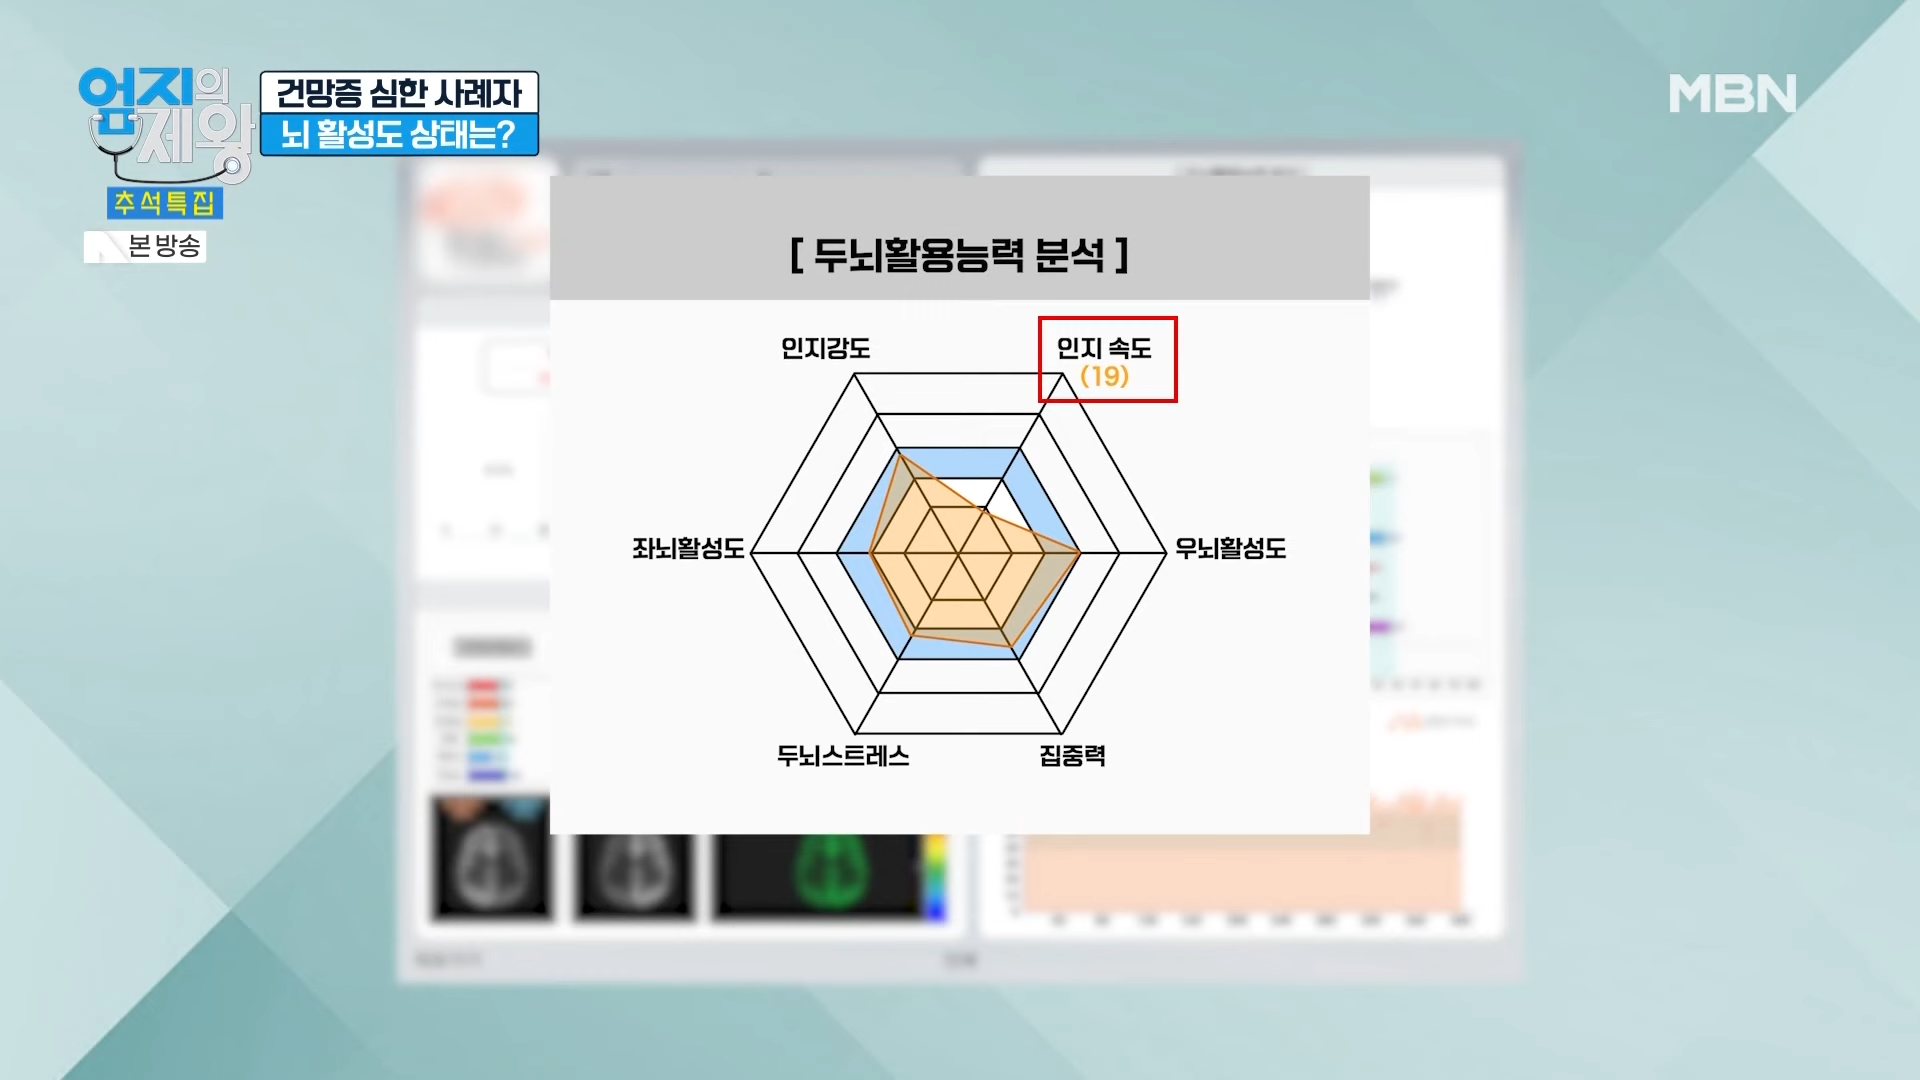 엄지의
제왕
추석특집
본방송
건망증 심한 사례자
뇌 활성도 상태는?
MBN
[ 두뇌활용능력 분석 ]
인지강도
인지 속도
(19)
좌뇌활성도
우뇌활성도
두뇌스트레스
집중력